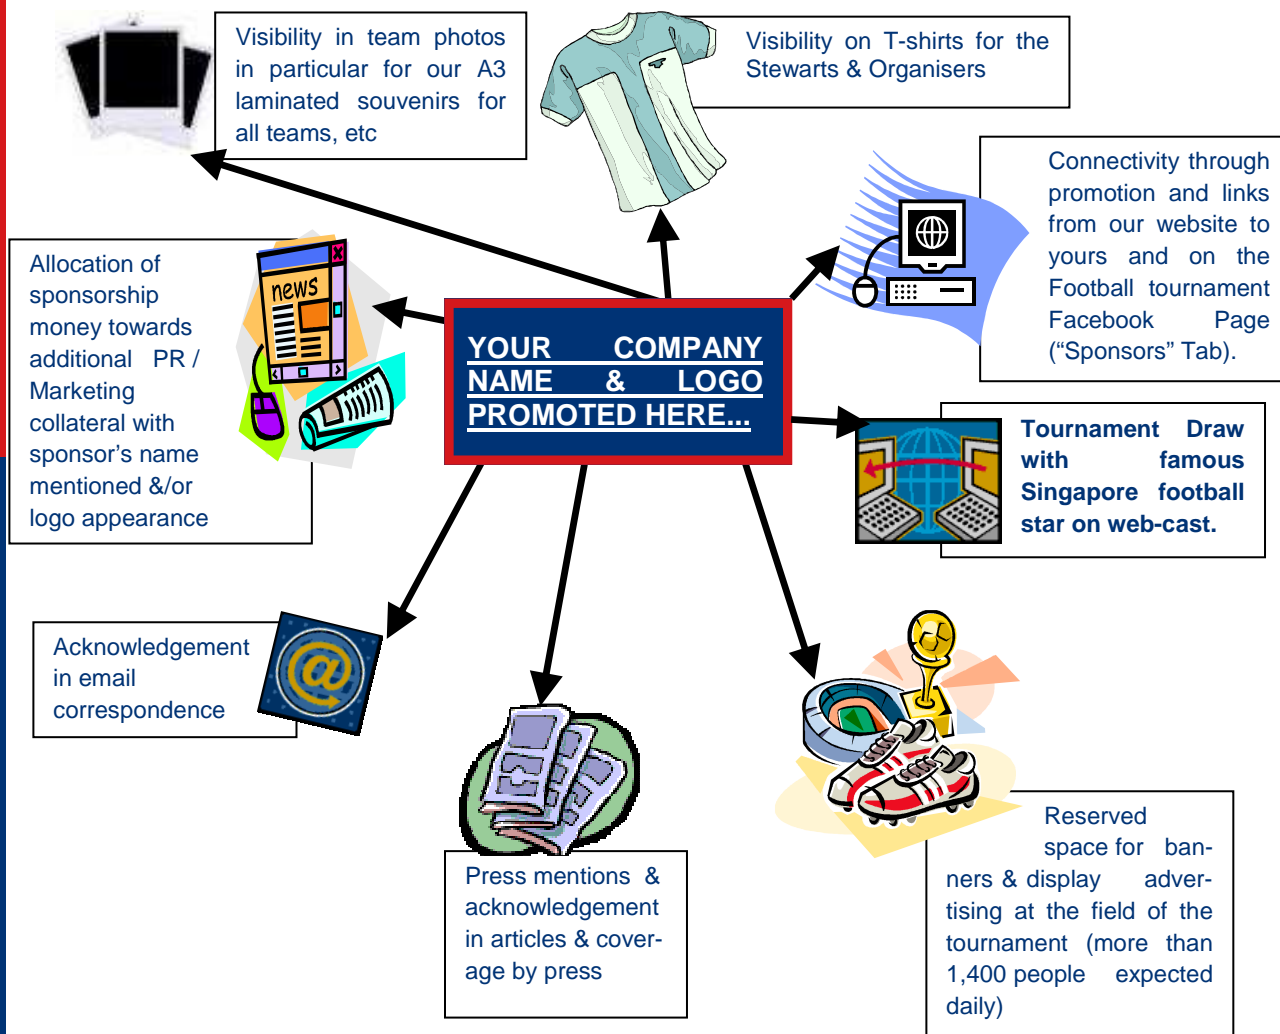 Visibility in team photos
in particular for our A3
laminated souvenirs for
all teams, etc
Visibility on T-shirts for the
Stewarts & Organisers
Connectivity through
promotion and links
from our website to
yours and on the
Football tournament
Facebook Page
(“Sponsors” Tab).
Allocation of
sponsorship
money towards
additional PR /
Marketing
collateral with
sponsor’s name
mentioned &/or
logo appearance
news
YOUR COMPANY
NAME & LOGO
PROMOTED HERE...
Tournament Draw
with famous
Singapore football
star on web-cast.
Acknowledgement
in email
correspondence
@
Press mentions &
acknowledgement
in articles & cover-
age by press
Reserved
space for ban-
ners & display adver-
tising at the field of the
tournament (more than
1,400 people expected
daily)